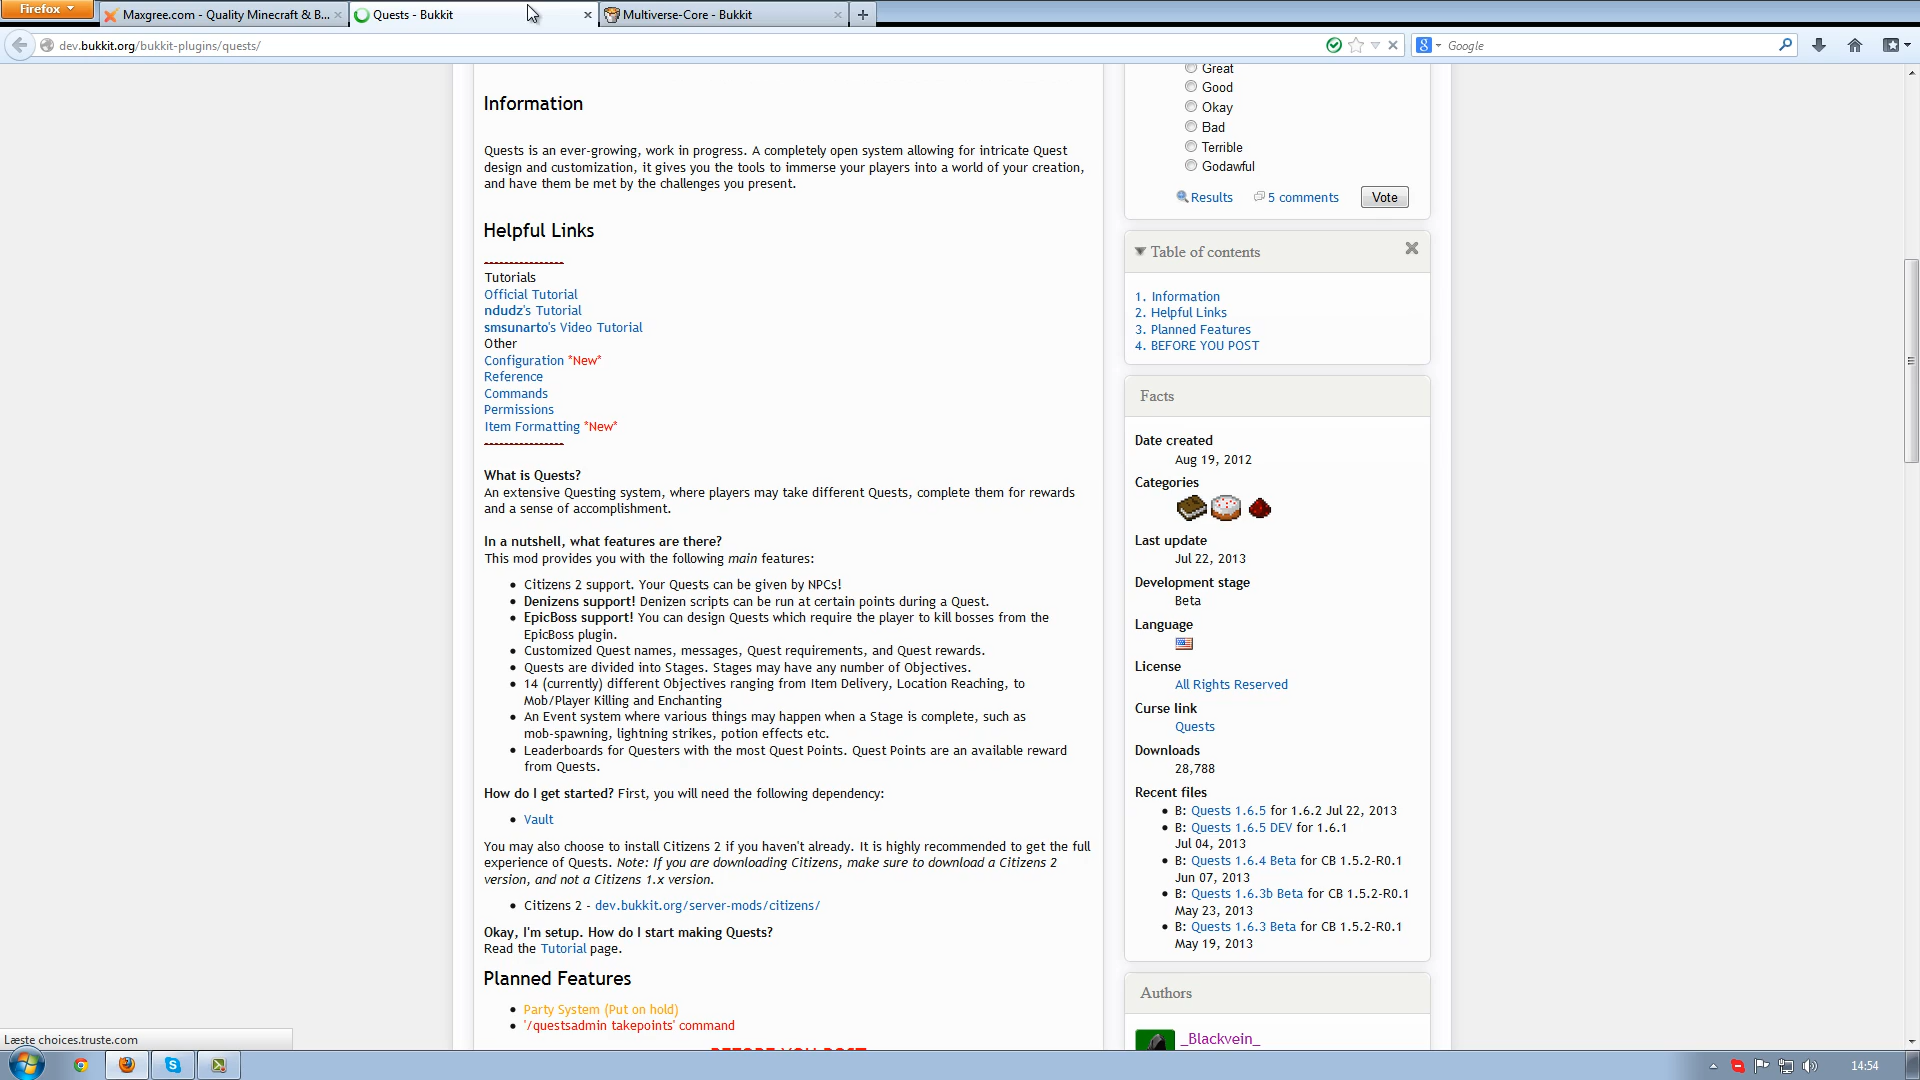 Firefox
Maxgree.com - Quality Minecraft & B...
Quests - Bukkit
Multiverse-Core - Bukkit
dev.bukkit.org/bukkit-plugins/quests/
Google
Information
Quests is an ever-growing, work in progress. A completely open system allowing for intricate Quest
design and customization, it gives you the tools to immerse your players into a world of your creation,
and have them be met by the challenges you present.
Helpful Links
----------------
Tutorials
Official Tutorial
ndudz's Tutorial
smsunarto's Video Tutorial
Other
Configuration *New*
Reference
Commands
Permissions
Item Formatting *New*
----------------
What is Quests?
An extensive Questing system, where players may take different Quests, complete them for rewards
and a sense of accomplishment.
In a nutshell, what features are there?
This mod provides you with the following main features:
• Citizens 2 support. Your Quests can be given by NPCs!
• Denizens support! Denizen scripts can be run at certain points during a Quest.
• EpicBoss support! You can design Quests which require the player to kill bosses from the
EpicBoss plugin.
• Customized Quest names, messages, Quest requirements, and Quest rewards.
• Quests are divided into Stages. Stages may have any number of Objectives.
• 14 (currently) different Objectives ranging from Item Delivery, Location Reaching, to
Mob/Player Killing and Enchanting
• An Event system where various things may happen when a Stage is complete, such as
mob-spawning, lightning strikes, potion effects etc.
• Leaderboards for Questers with the most Quest Points. Quest Points are an available reward
from Quests.
How do I get started? First, you will need the following dependency:
• Vault
You may also choose to install Citizens 2 if you haven't already. It is highly recommended to get the full
experience of Quests. Note: If you are downloading Citizens, make sure to download a Citizens 2
version, and not a Citizens 1.x version.
• Citizens 2 - dev.bukkit.org/server-mods/citizens/
Okay, I'm setup. How do I start making Quests?
Read the Tutorial page.
Planned Features
• Party System (Put on hold)
• '/questsadmin takepoints' command
BEFORE YOU POST
Great
Good
Okay
Bad
Terrible
Godawful
Results 5 comments Vote
Table of contents
1. Information
2. Helpful Links
3. Planned Features
4. BEFORE YOU POST
Facts
Date created
Aug 19, 2012
Categories
Last update
Jul 22, 2013
Development stage
Beta
Language
License
All Rights Reserved
Curse link
Quests
Downloads
28,788
Recent files
• B: Quests 1.6.5 for 1.6.2 Jul 22, 2013
• B: Quests 1.6.5 DEV for 1.6.1
Jul 04, 2013
• B: Quests 1.6.4 Beta for CB 1.5.2-R0.1
Jun 07, 2013
• B: Quests 1.6.3b Beta for CB 1.5.2-R0.1
May 23, 2013
• B: Quests 1.6.3 Beta for CB 1.5.2-R0.1
May 19, 2013
Authors
_Blackvein_
Læste choices.truste.com
14:54